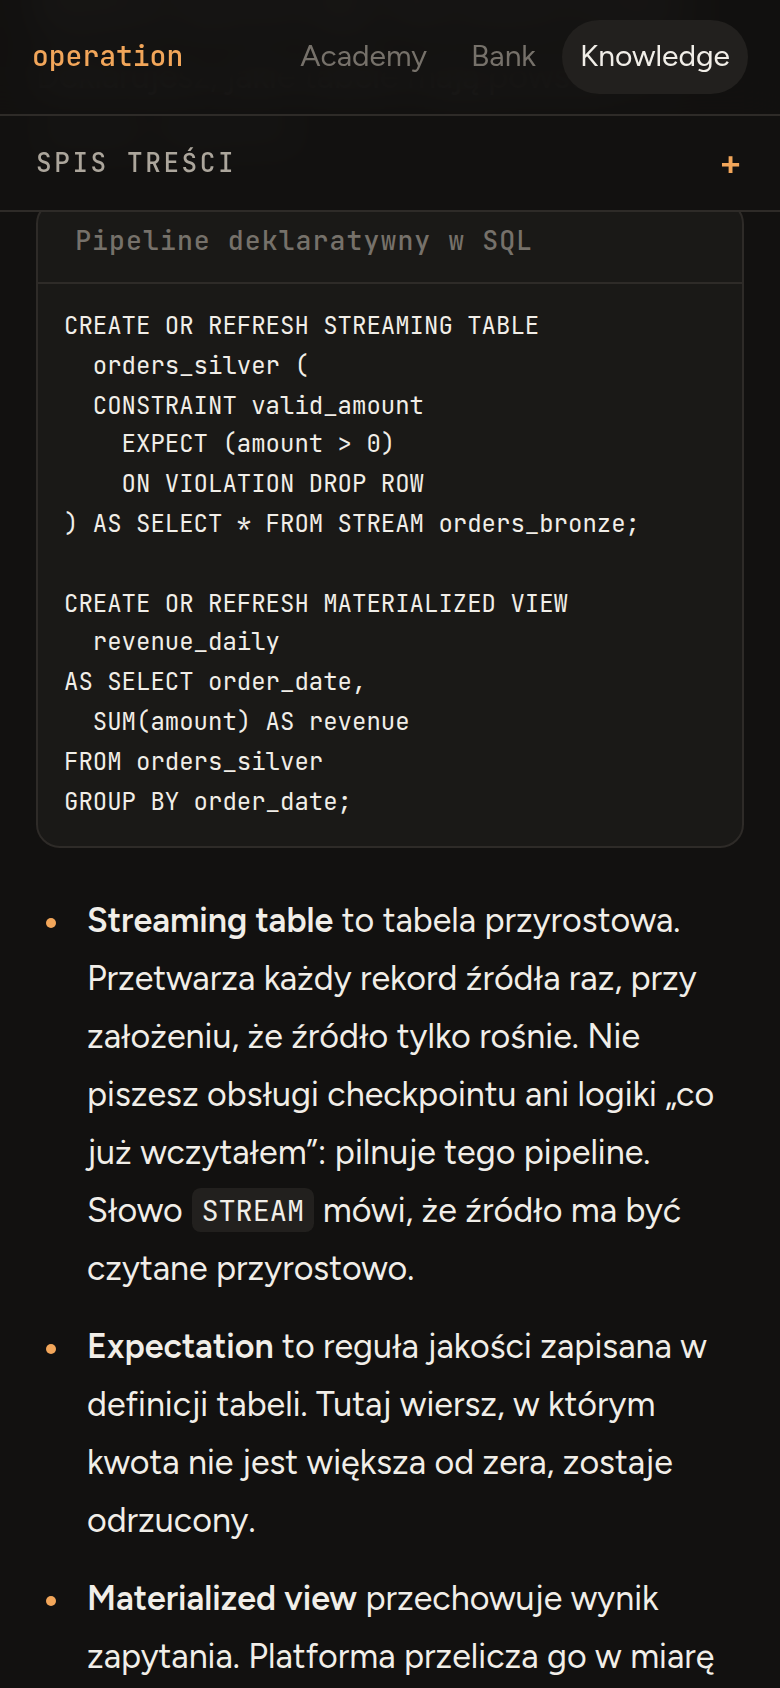 operation Academy Bank Knowledge
SPIS TREŚCI +
Pipeline deklaratywny w SQL
CREATE OR REFRESH STREAMING TABLE
  orders_silver (
  CONSTRAINT valid_amount
    EXPECT (amount > 0)
    ON VIOLATION DROP ROW
) AS SELECT * FROM STREAM orders_bronze;

CREATE OR REFRESH MATERIALIZED VIEW
  revenue_daily
AS SELECT order_date,
  SUM(amount) AS revenue
FROM orders_silver
GROUP BY order_date;
• Streaming table to tabela przyrostowa.
Przetwarza każdy rekord źródła raz, przy
założeniu, że źródło tylko rośnie. Nie
piszesz obsługi checkpointu ani logiki „co
już wczytałem”: pilnuje tego pipeline.
Słowo STREAM mówi, że źródło ma być
czytane przyrostowo.
• Expectation to reguła jakości zapisana w
definicji tabeli. Tutaj wiersz, w którym
kwota nie jest większa od zera, zostaje
odrzucony.
• Materialized view przechowuje wynik
zapytania. Platforma przelicza go w miarę